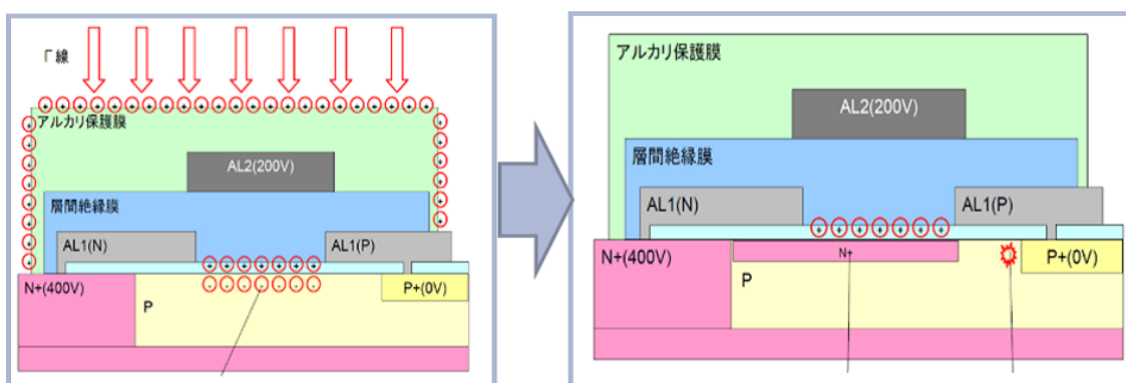 Γ線
アルカリ保護膜
AL2(200V)
層間絶縁膜
AL1(N)
AL1(P)
N+(400V)
P
P+(0V)
アルカリ保護膜
AL2(200V)
層間絶縁膜
AL1(N)
AL1(P)
N+(400V)
N+
P
P+(0V)